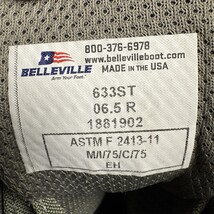 800-376-6978
www.bellevilleboot.com
BELLEVILLE
Arm Your Feet.
MADE IN THE USA
633ST
06.5 R
1881902
ASTM F 2413-11
M/I/75/C/75
EH